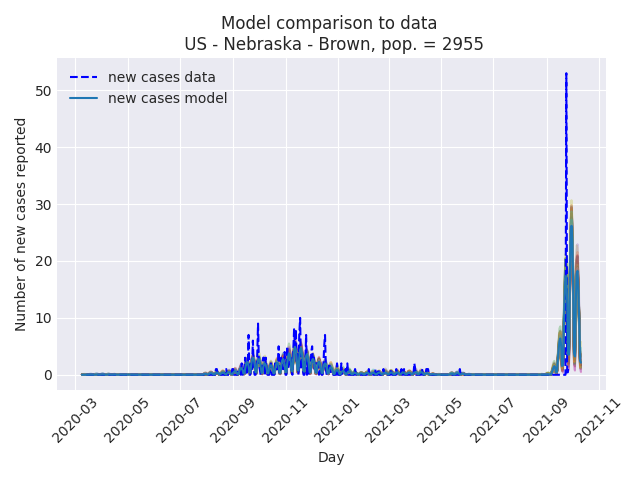 Model comparison to data
US - Nebraska - Brown, pop. = 2955
new cases data
new cases model
Number of new cases reported
50
40
30
20
10
0
2020-03
2020-05
2020-07
2020-09
2020-11
2021-01
2021-03
2021-05
2021-07
2021-09
2021-11
Day